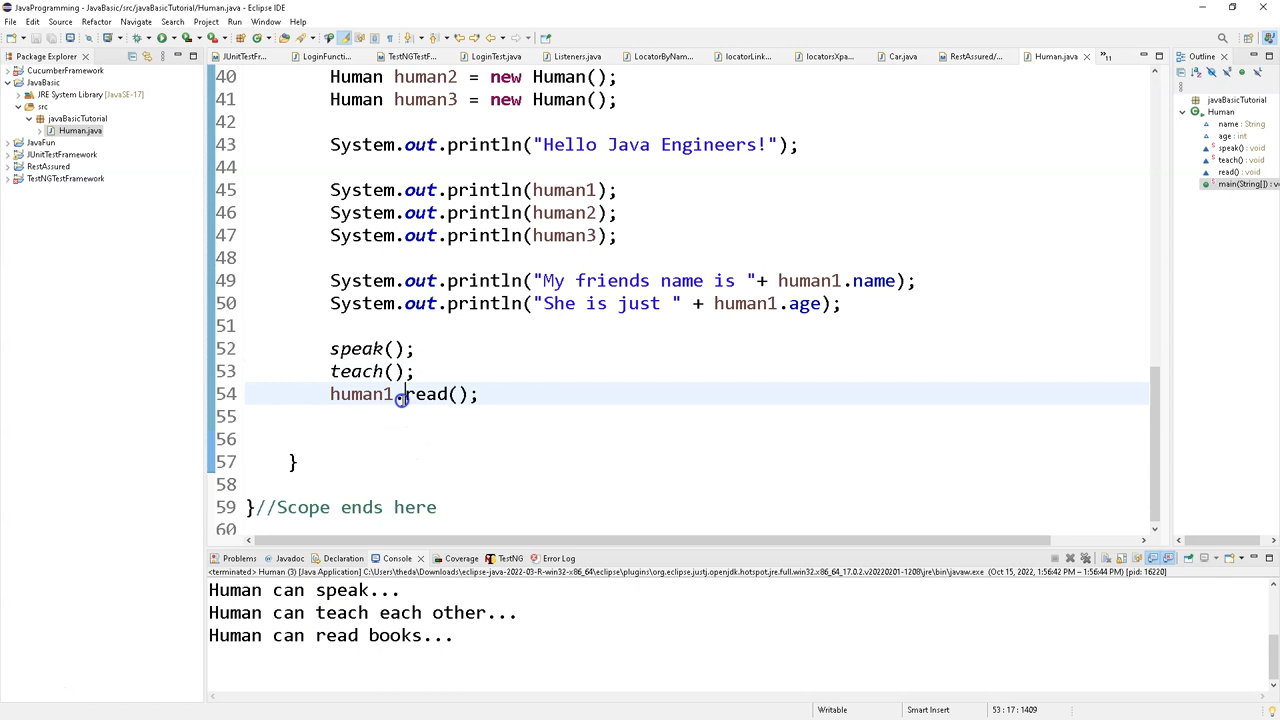 JavaProgramming - JavaBasic/src/javaBasicTutorial/Human.java - Eclipse IDE
File Edit Source Refactor Navigate Search Project Run Window Help
Package Explorer
JUnitTestFr... LoginFuncti... TestNGTestFr... LoginTest.java Listeners.java LocatorByNam... locatorLink... locatorsXpa... Car.java RestAssured/... Human.java 11
Outline
CucumberFramework
JavaBasic
JRE System Library [JavaSE-17]
src
javaBasicTutorial
Human.java
JavaFun
JUnitTestFramework
RestAssured
TestNGTestFramework
40 Human human2 = new Human();
41 Human human3 = new Human();
42
43 System.out.println("Hello Java Engineers!");
44
45 System.out.println(human1);
46 System.out.println(human2);
47 System.out.println(human3);
48
49 System.out.println("My friends name is "+ human1.name);
50 System.out.println("She is just " + human1.age);
51
52 speak();
53 teach();
54 human1.read();
55
56
57 }
58
59 }//Scope ends here
60
javaBasicTutorial
Human
name : String
age : int
speak() : void
teach() : void
read() : void
main(String[]) : v
Problems Javadoc Declaration Console Coverage TestNG Error Log
<terminated> Human (3) [Java Application] C:\Users\theda\Downloads\eclipse-java-2022-03-R-win32-x86_64\eclipse\plugins\org.eclipse.justj.openjdk.hotspot.jre.full.win32.x86_64_17.0.2.v20220201-1208\jre\bin\javaw.exe (Oct 15, 2022, 1:56:42 PM – 1:56:44 PM) [pid: 16220]
Human can speak...
Human can teach each other...
Human can read books...
Writable Smart Insert 53 : 17 : 1409